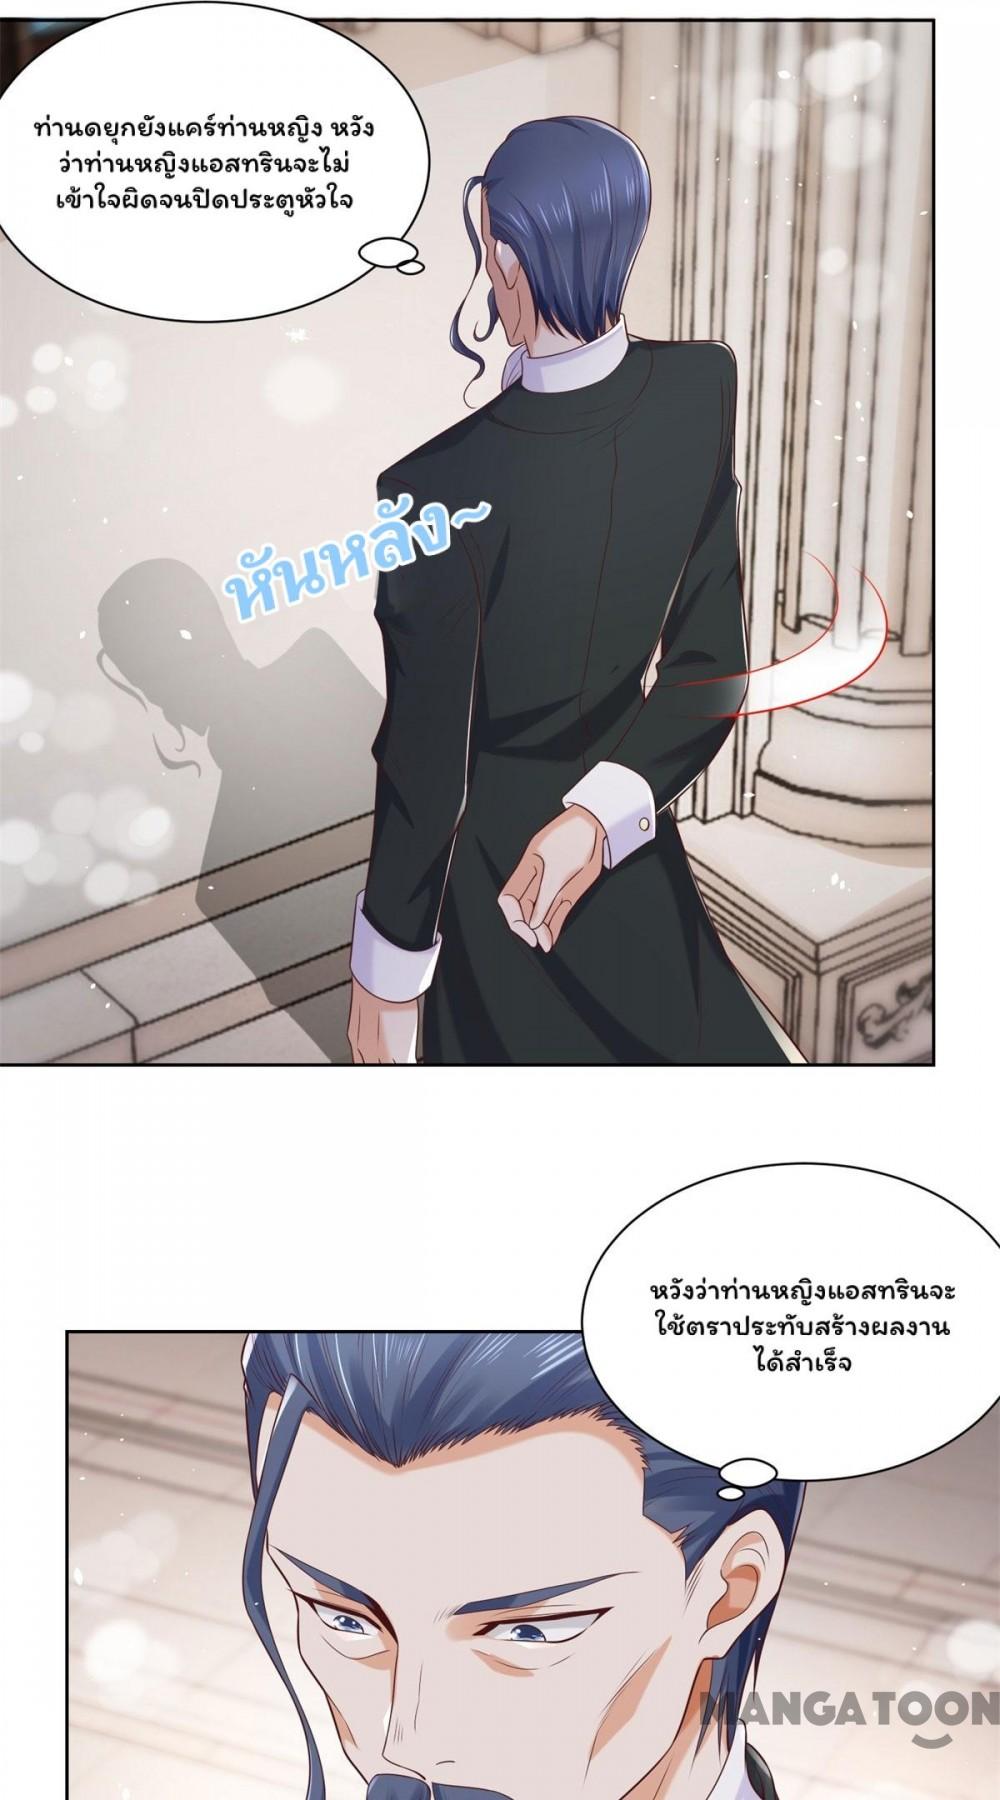 ท่านดยุกยังแคร์ท่านหญิง หวัง
ว่าท่านหญิงแอสทรินจะไม่
เข้าใจผิดจนปิดประตูหัวใจ
หันหลัง~
หวังว่าท่านหญิงแอสทรินจะ
ใช้ตราประทับสร้างผลงาน
ได้สำเร็จ
MANGATOON